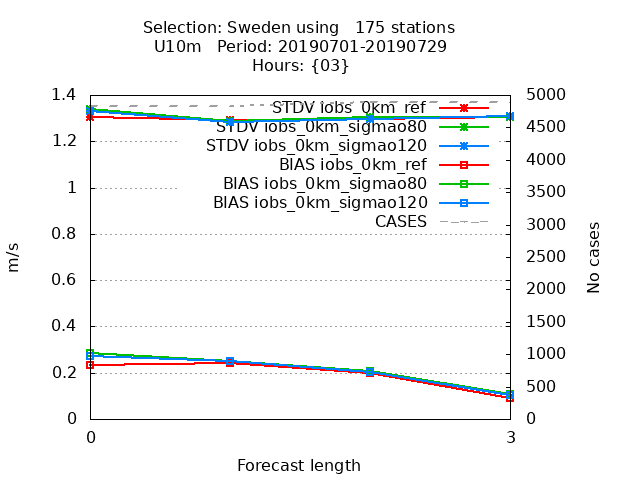 Selection: Sweden using   175 stations
U10m   Period: 20190701-20190729
Hours: {03}
1.4
1.2
1
0.8
0.6
0.4
0.2
0
m/s
STDV iobs_0km_ref
STDV iobs_0km_sigmao80
STDV iobs_0km_sigmao120
BIAS iobs_0km_ref
BIAS iobs_0km_sigmao80
BIAS iobs_0km_sigmao120
CASES
5000
4500
4000
3500
3000
2500
2000
1500
1000
500
0
No cases
0
3
Forecast length